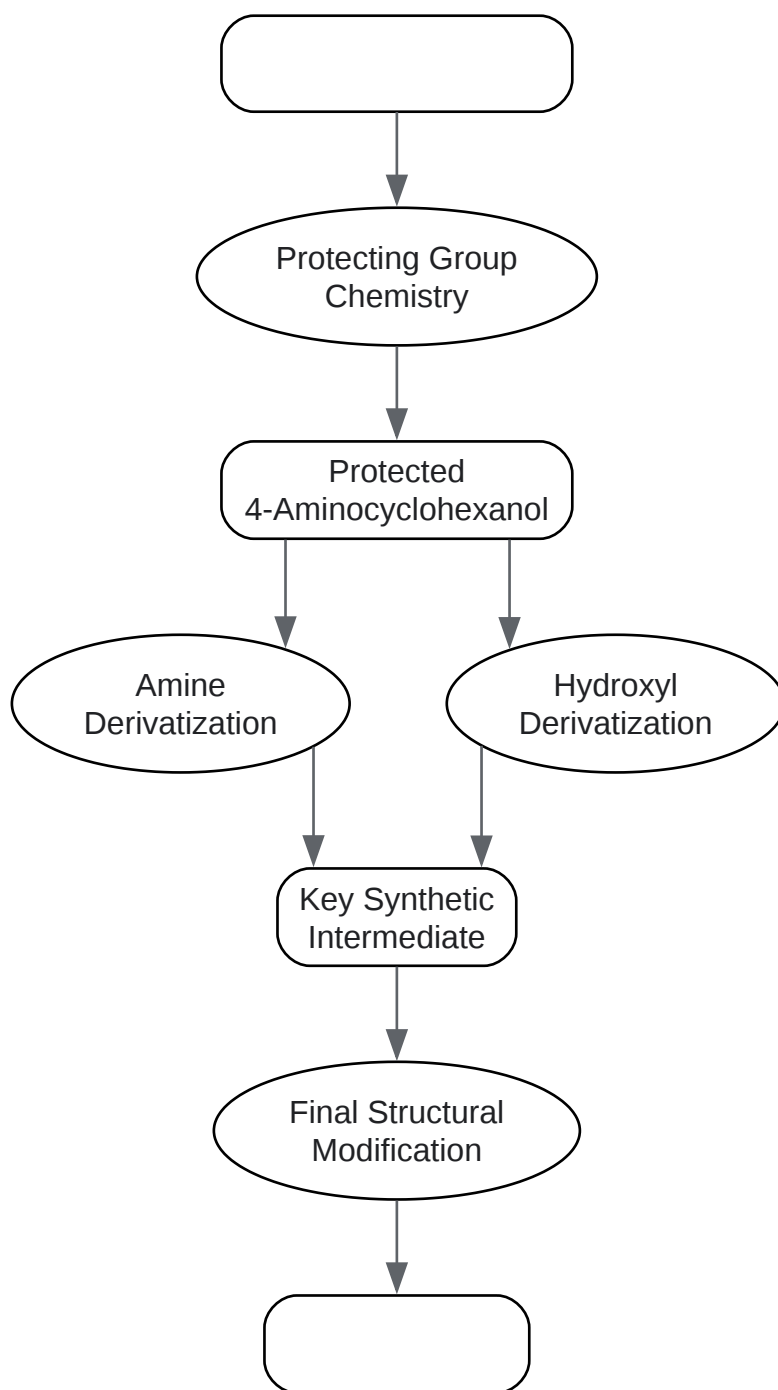 Protecting Group
Chemistry
Protected
4-Aminocyclohexanol
Amine
Derivatization
Hydroxyl
Derivatization
Key Synthetic
Intermediate
Final Structural
Modification